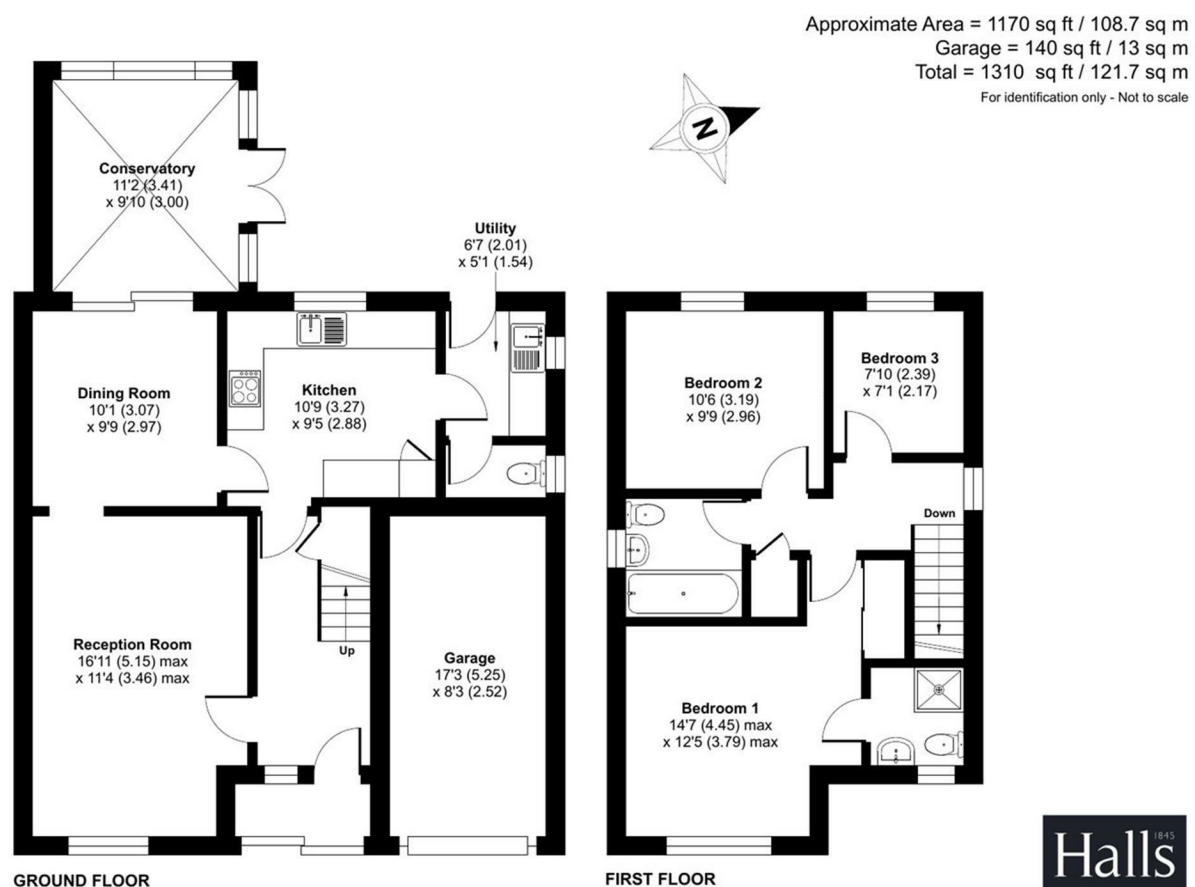 Approximate Area = 1170 sq ft / 108.7 sq m
Garage = 140 sq ft / 13 sq m
Total = 1310 sq ft / 121.7 sq m
For identification only - Not to scale
N
Conservatory
11'2 (3.41)
x 9'10 (3.00)
Utility
6'7 (2.01)
x 5'1 (1.54)
Dining Room
10'1 (3.07)
x 9'9 (2.97)
Kitchen
10'9 (3.27)
x 9'5 (2.88)
Reception Room
16'11 (5.15) max
x 11'4 (3.46) max
Up
Garage
17'3 (5.25)
x 8'3 (2.52)
GROUND FLOOR
Bedroom 2
10'6 (3.19)
x 9'9 (2.96)
Bedroom 3
7'10 (2.39)
x 7'1 (2.17)
Down
Bedroom 1
14'7 (4.45) max
x 12'5 (3.79) max
FIRST FLOOR
1845
Halls